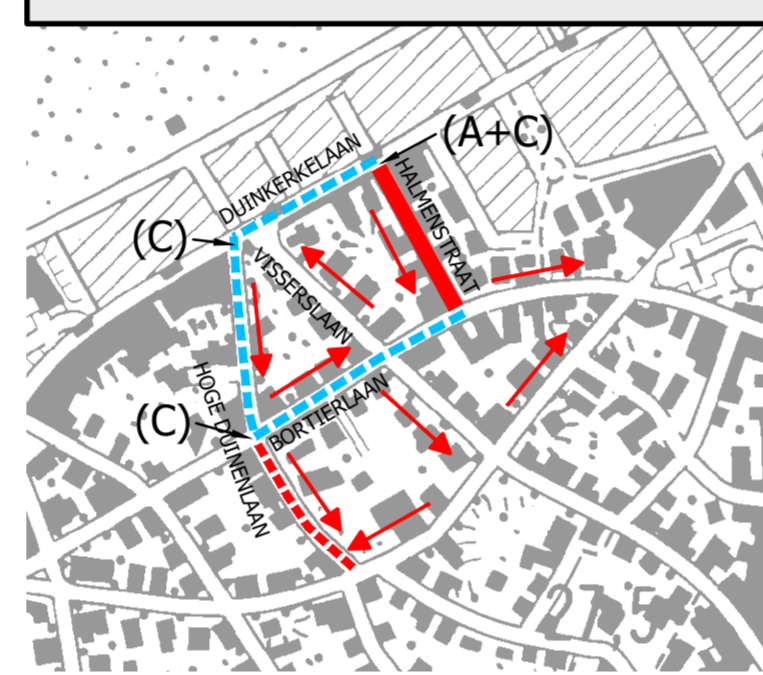 (A+C)
DUINKERKELAAN
HALMENSTRAAT
(C)
VISSERSLAAN
HOGE DUINENLAAN
(C)
BORTIERLAAN